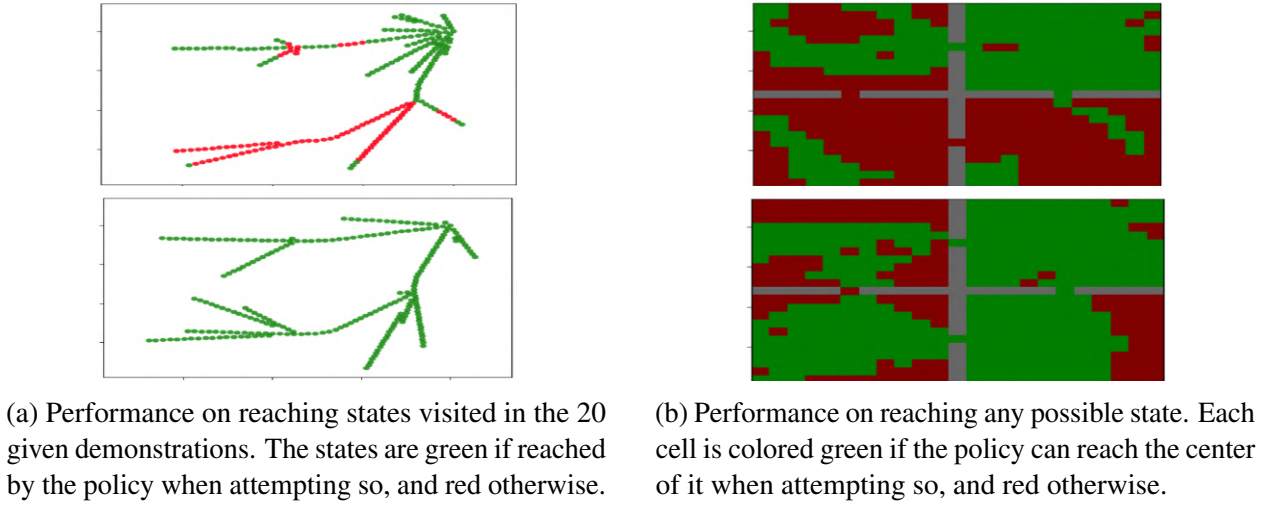 (a) Performance on reaching states visited in the 20
given demonstrations. The states are green if reached
by the policy when attempting so, and red otherwise.
(b) Performance on reaching any possible state. Each
cell is colored green if the policy can reach the center
of it when attempting so, and red otherwise.